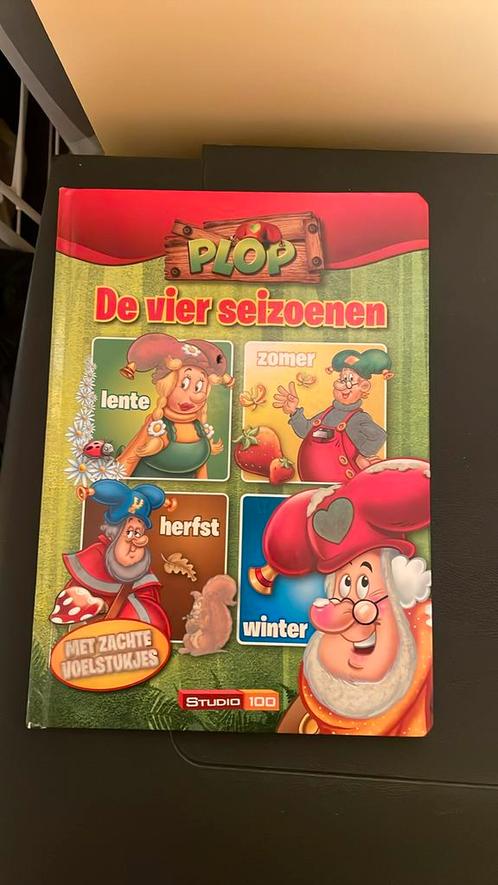 PLOP
De vier seizoenen
lente
zomer
herfst
winter
MET ZACHTE
VOELSTUKJES
STUDIO 100